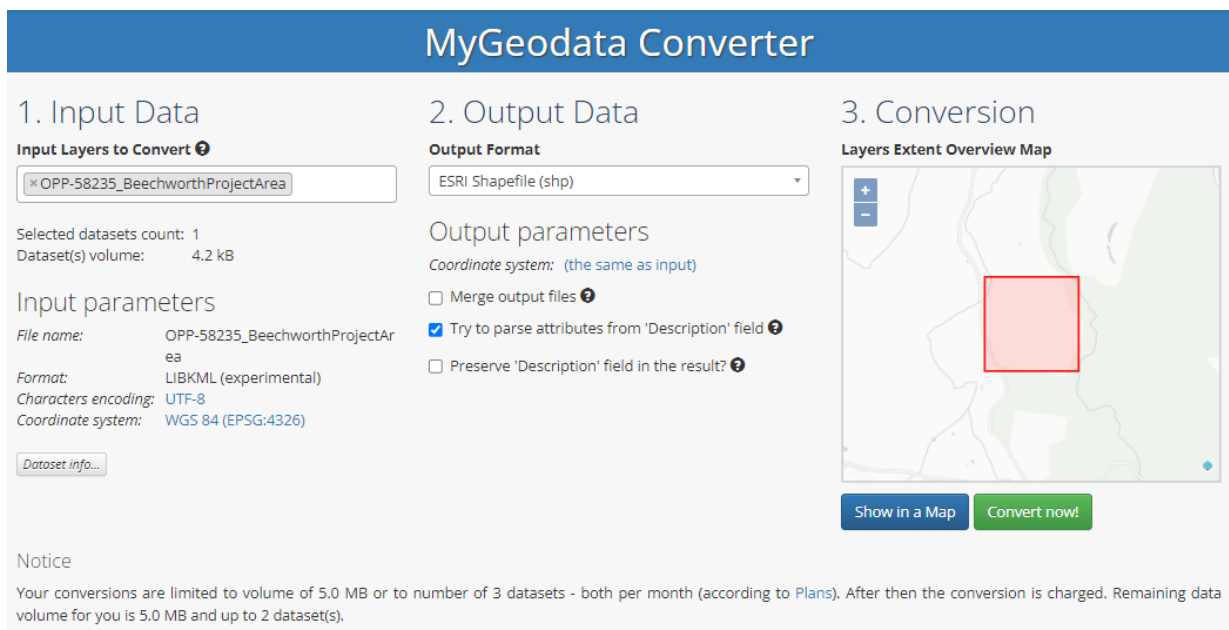 MyGeodata Converter
1. Input Data
Input Layers to Convert
×OPP-58235_BeechworthProjectArea
Selected datasets count: 1
Dataset(s) volume: 4.2 kB
Input parameters
File name: OPP-58235_BeechworthProjectAr
ea
Format: LIBKML (experimental)
Characters encoding: UTF-8
Coordinate system: WGS 84 (EPSG:4326)
Dataset info...
2. Output Data
Output Format
ESRI Shapefile (shp)
Output parameters
Coordinate system: (the same as input)
Merge output files
Try to parse attributes from 'Description' field
Preserve 'Description' field in the result?
3. Conversion
Layers Extent Overview Map
+
−
Show in a Map
Convert now!
Notice
Your conversions are limited to volume of 5.0 MB or to number of 3 datasets - both per month (according to Plans). After then the conversion is charged. Remaining data
volume for you is 5.0 MB and up to 2 dataset(s).